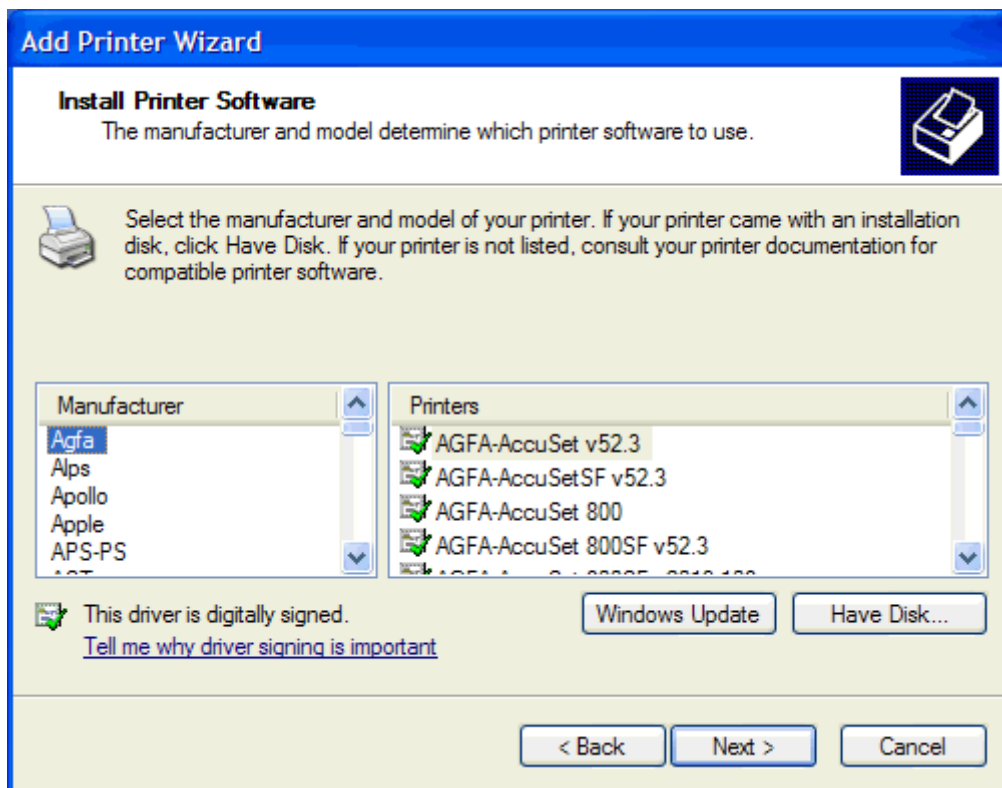 Add Printer Wizard
Install Printer Software
The manufacturer and model determine which printer software to use.
Select the manufacturer and model of your printer. If your printer came with an installation
disk, click Have Disk. If your printer is not listed, consult your printer documentation for
compatible printer software.
Manufacturer
Agfa
Alps
Apollo
Apple
APS-PS
Printers
AGFA-AccuSet v52.3
AGFA-AccuSetSF v52.3
AGFA-AccuSet 800
AGFA-AccuSet 800SF v52.3
This driver is digitally signed.
Tell me why driver signing is important
Windows Update
Have Disk...
< Back
Next >
Cancel